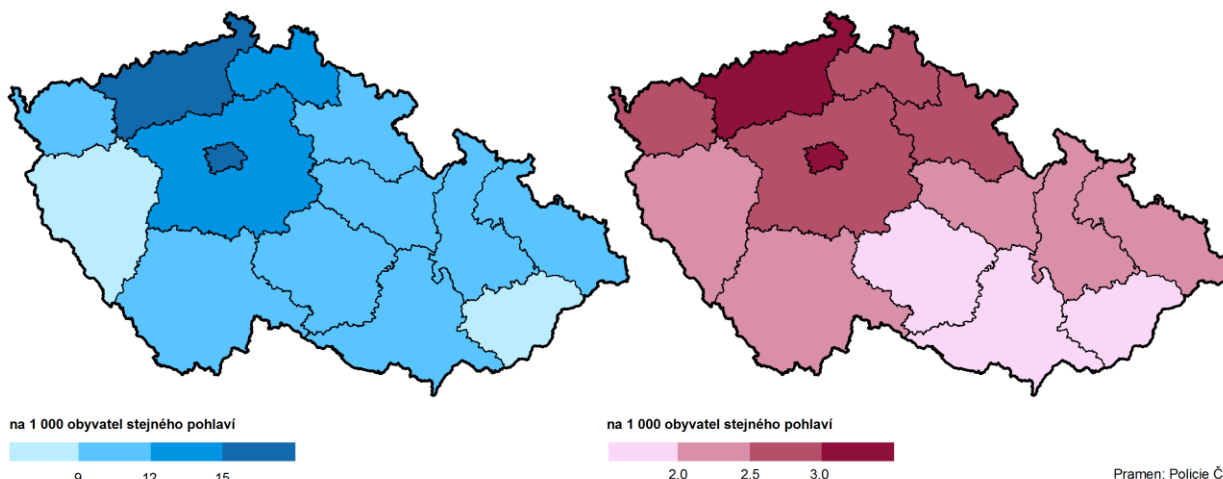 na 1 000 obyvatel stejného pohlaví
9 12 15
na 1 000 obyvatel stejného pohlaví
2.0 2.5 3.0
Pramen: Policie Č